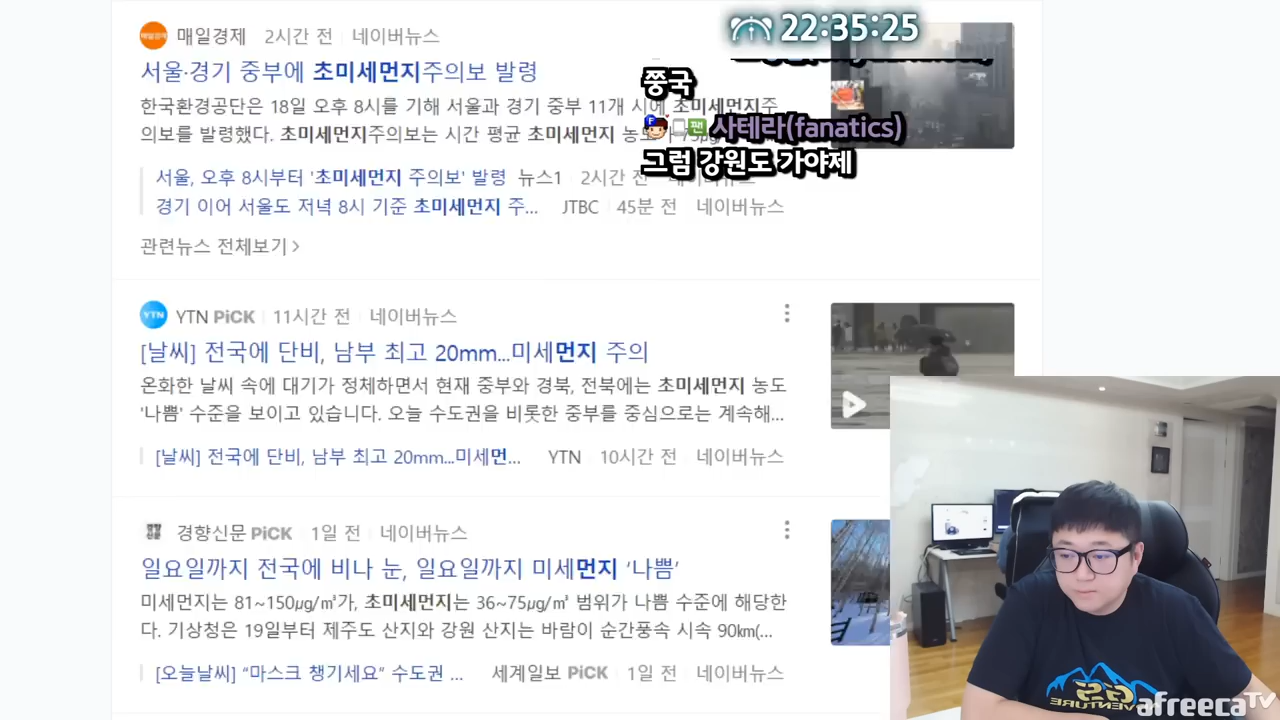 22:35:25
매일경제 2시간 전 네이버뉴스
서울·경기 중부에 초미세먼지주의보 발령
한국환경공단은 18일 오후 8시를 기해 서울과 경기 중부 11개 시에 초미세먼지주
의보를 발령했다. 초미세먼지주의보는 시간 평균 초미세먼지
서울, 오후 8시부터 '초미세먼지 주의보' 발령 뉴스1 2시간 전 네이버뉴스
경기 이어 서울도 저녁 8시 기준 초미세먼지 주... JTBC 45분 전 네이버뉴스
관련뉴스 전체보기
쯩국
사테라(fanatics)
그럼 강원도 가야제
YTN
YTN PiCK 11시간 전 네이버뉴스
[날씨] 전국에 단비, 남부 최고 20mm...미세먼지 주의
온화한 날씨 속에 대기가 정체하면서 현재 중부와 경북, 전북에는 초미세먼지 농도
'나쁨' 수준을 보이고 있습니다. 오늘 수도권을 비롯한 중부를 중심으로는 계속해...
[날씨] 전국에 단비, 남부 최고 20mm...미세먼... YTN 10시간 전 네이버뉴스
경향신문 PiCK 1일 전 네이버뉴스
일요일까지 전국에 비나 눈, 일요일까지 미세먼지 ‘나쁨’
미세먼지는 81~150㎍/㎥가, 초미세먼지는 36~75㎍/㎥ 범위가 나쁨 수준에 해당한
다. 기상청은 19일부터 제주도 산지와 강원 산지는 바람이 순간풍속 시속 90㎞(...
[오늘날씨] “마스크 챙기세요” 수도권 ... 세계일보 PiCK 1일 전 네이버뉴스
afreecaTV